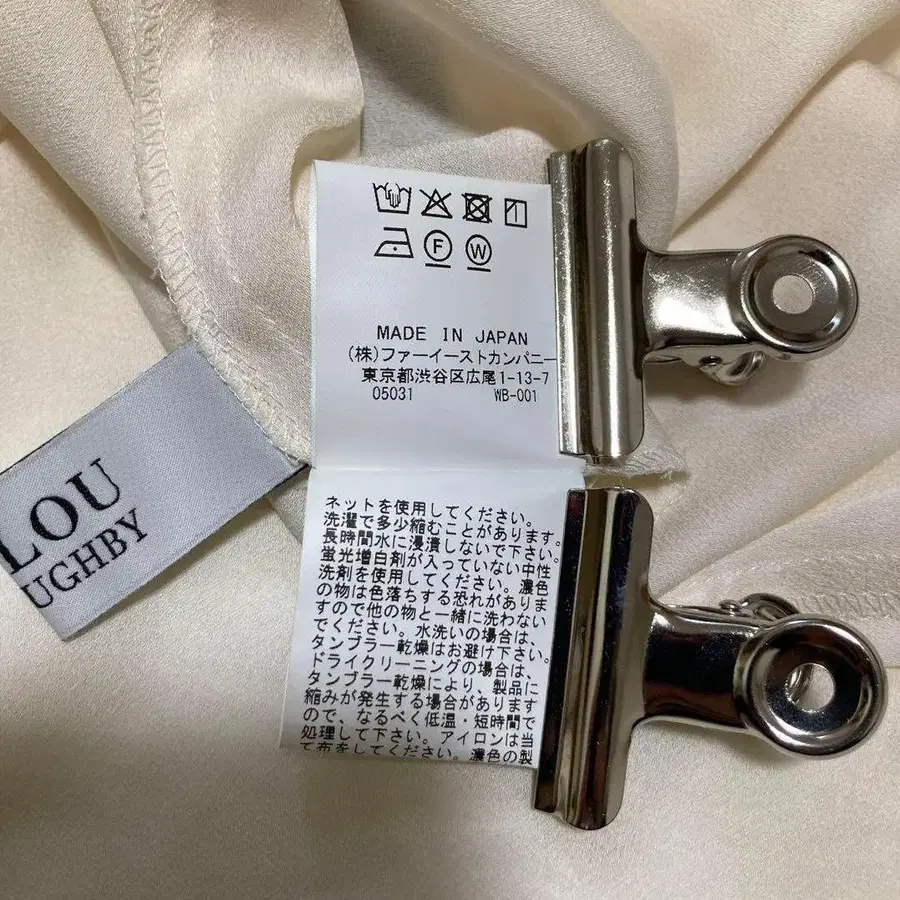 MADE IN JAPAN
(株)ファーイーストカンパニー
東京都渋谷区広尾1-13-7
05031 WB-001
F W
LOU
UGHBY
ネットを使用してください。
洗濯で多少縮むことがあります。
長時間水に浸漬しないで下さい。
蛍光増白剤が入っていない中性
洗剤を使用してください。濃色
の物は色落ちする恐れがありま
すので他の物と一緒に洗わない
でください。水洗いの場合は、
タンブラー乾燥はお避け下さい。
ドライクリーニングの場合は、
タンブラー乾燥により、製品に
縮みが発生する場合があります
ので、なるべく低温・短時間で
処理して下さい。アイロンは当
て布をしてください。濃色の製